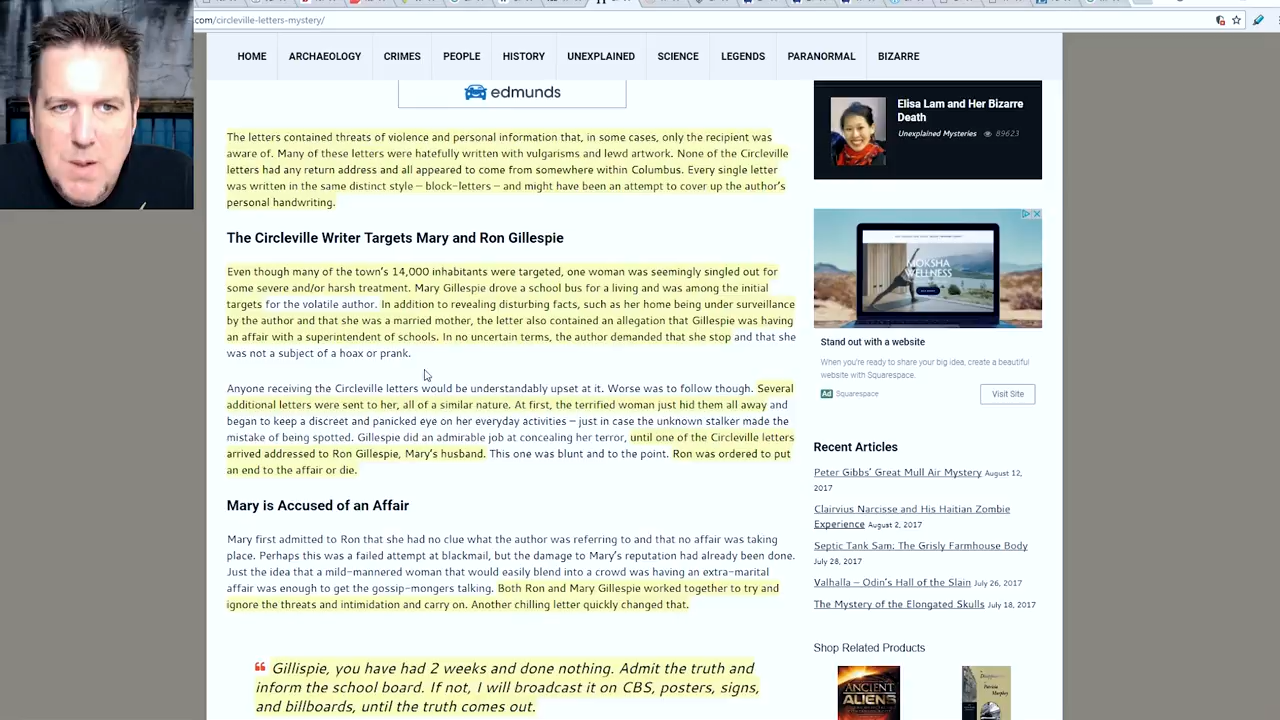 com/circleville-letters-mystery/
HOME ARCHAEOLOGY CRIMES PEOPLE HISTORY UNEXPLAINED SCIENCE LEGENDS PARANORMAL BIZARRE
edmunds
The letters contained threats of violence and personal information that, in some cases, only the recipient was
aware of. Many of these letters were hatefully written with vulgarisms and lewd artwork. None of the Circleville
letters had any return address and all appeared to come from somewhere within Columbus. Every single letter
was written in the same distinct style – block-letters – and might have been an attempt to cover up the author's
personal handwriting.
The Circleville Writer Targets Mary and Ron Gillespie
Even though many of the town's 14,000 inhabitants were targeted, one woman was seemingly singled out for
some severe and/or harsh treatment. Mary Gillespie drove a school bus for a living and was among the initial
targets for the volatile author. In addition to revealing disturbing facts, such as her home being under surveillance
by the author and that she was a married mother, the letter also contained an allegation that Gillespie was having
an affair with a superintendent of schools. In no uncertain terms, the author demanded that she stop and that she
was not a subject of a hoax or prank.
Anyone receiving the Circleville letters would be understandably upset at it. Worse was to follow though. Several
additional letters were sent to her, all of a similar nature. At first, the terrified woman just hid them all away and
began to keep a discreet and panicked eye on her everyday activities – just in case the unknown stalker made the
mistake of being spotted. Gillespie did an admirable job at concealing her terror, until one of the Circleville letters
arrived addressed to Ron Gillespie, Mary's husband. This one was blunt and to the point. Ron was ordered to put
an end to the affair or die.
Mary is Accused of an Affair
Mary first admitted to Ron that she had no clue what the author was referring to and that no affair was taking
place. Perhaps this was a failed attempt at blackmail, but the damage to Mary's reputation had already been done.
Just the idea that a mild-mannered woman that would easily blend into a crowd was having an extra-marital
affair was enough to get the gossip-mongers talking. Both Ron and Mary Gillespie worked together to try and
ignore the threats and intimidation and carry on. Another chilling letter quickly changed that.
Gillispie, you have had 2 weeks and done nothing. Admit the truth and
inform the school board. If not, I will broadcast it on CBS, posters, signs,
and billboards, until the truth comes out.
Elisa Lam and Her Bizarre
Death
Unexplained Mysteries 89623
MOKSHA
WELLNESS
Stand out with a website
When you're ready to share your big idea, create a beautiful
website with Squarespace.
Ad Squarespace
Visit Site
Recent Articles
Peter Gibbs' Great Mull Air Mystery August 12,
2017
Clairvius Narcisse and His Haitian Zombie
Experience August 2, 2017
Septic Tank Sam: The Grisly Farmhouse Body
July 28, 2017
Valhalla – Odin's Hall of the Slain July 26, 2017
The Mystery of the Elongated Skulls July 18, 2017
Shop Related Products
ANCIENT
ALIENS